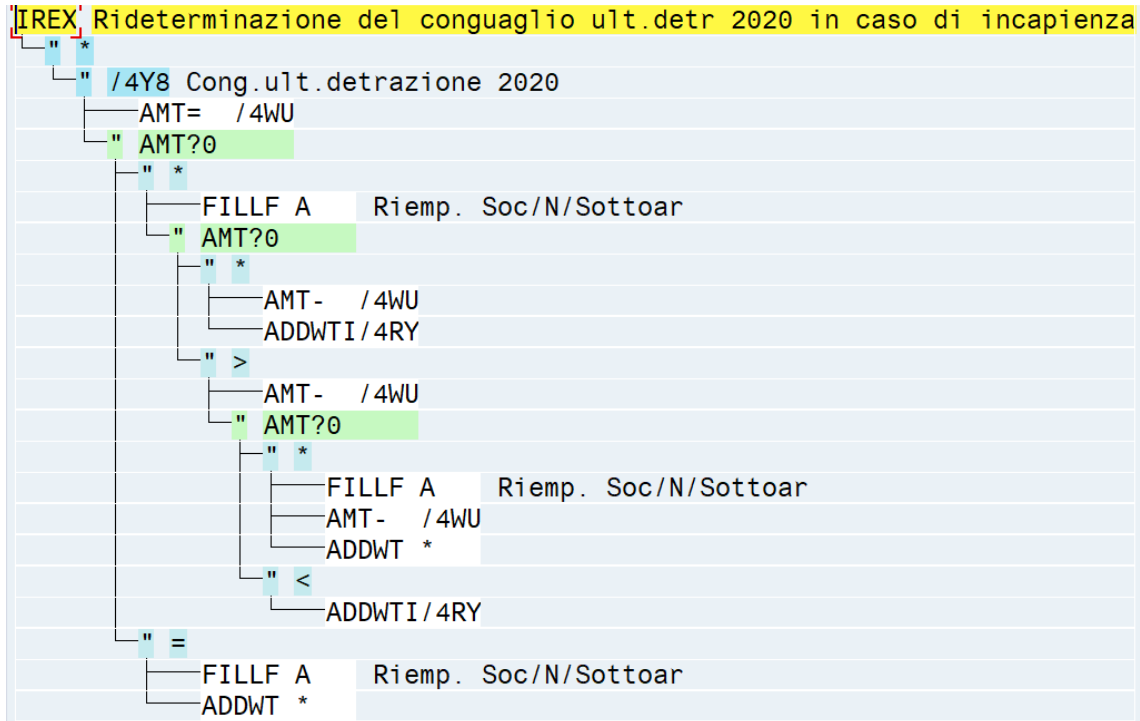 IREX Rideterminazione del conguaglio ult.detr 2020 in caso di incapienza
" *
" /4Y8 Cong.ult.detrazione 2020
AMT= /4WU
" AMT?0
" *
FILLF A Riemp. Soc/N/Sottoar
" AMT?0
" *
AMT- /4WU
ADDWTI/4RY
" >
AMT- /4WU
" AMT?0
" *
FILLF A Riemp. Soc/N/Sottoar
AMT- /4WU
ADDWT *
" <
ADDWTI/4RY
" =
FILLF A Riemp. Soc/N/Sottoar
ADDWT *